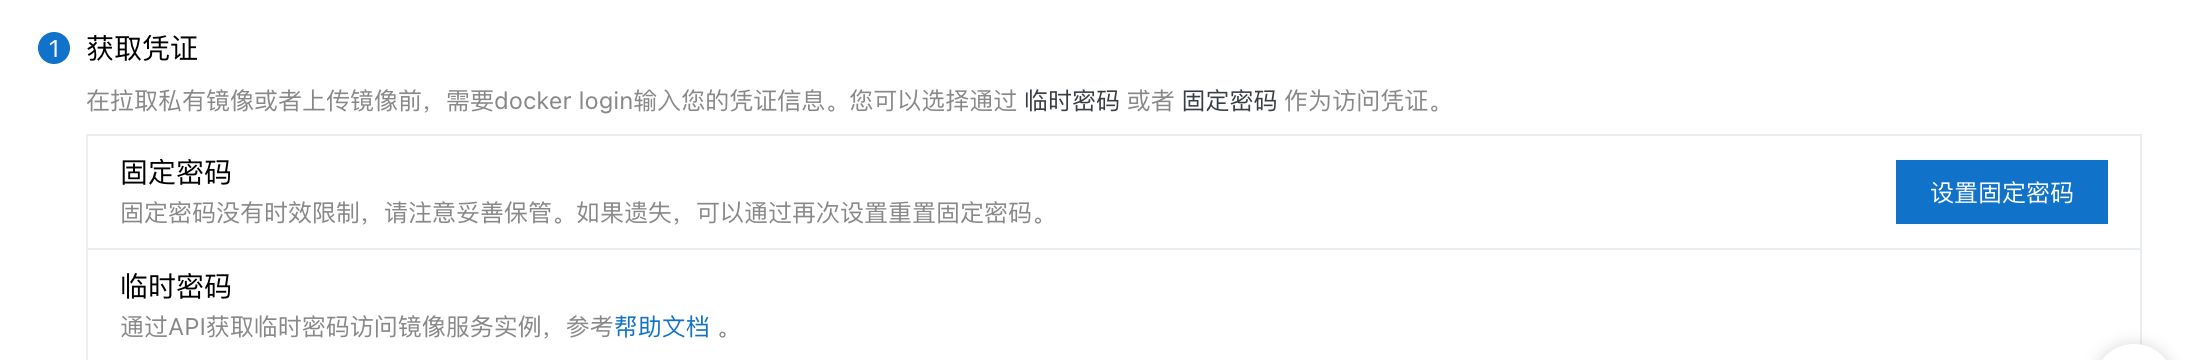 1 获取凭证
在拉取私有镜像或者上传镜像前，需要docker login输入您的凭证信息。您可以选择通过 临时密码 或者 固定密码 作为访问凭证。
固定密码
固定密码没有时效限制，请注意妥善保管。如果遗失，可以通过再次设置重置固定密码。
设置固定密码
临时密码
通过API获取临时密码访问镜像服务实例，参考帮助文档 。